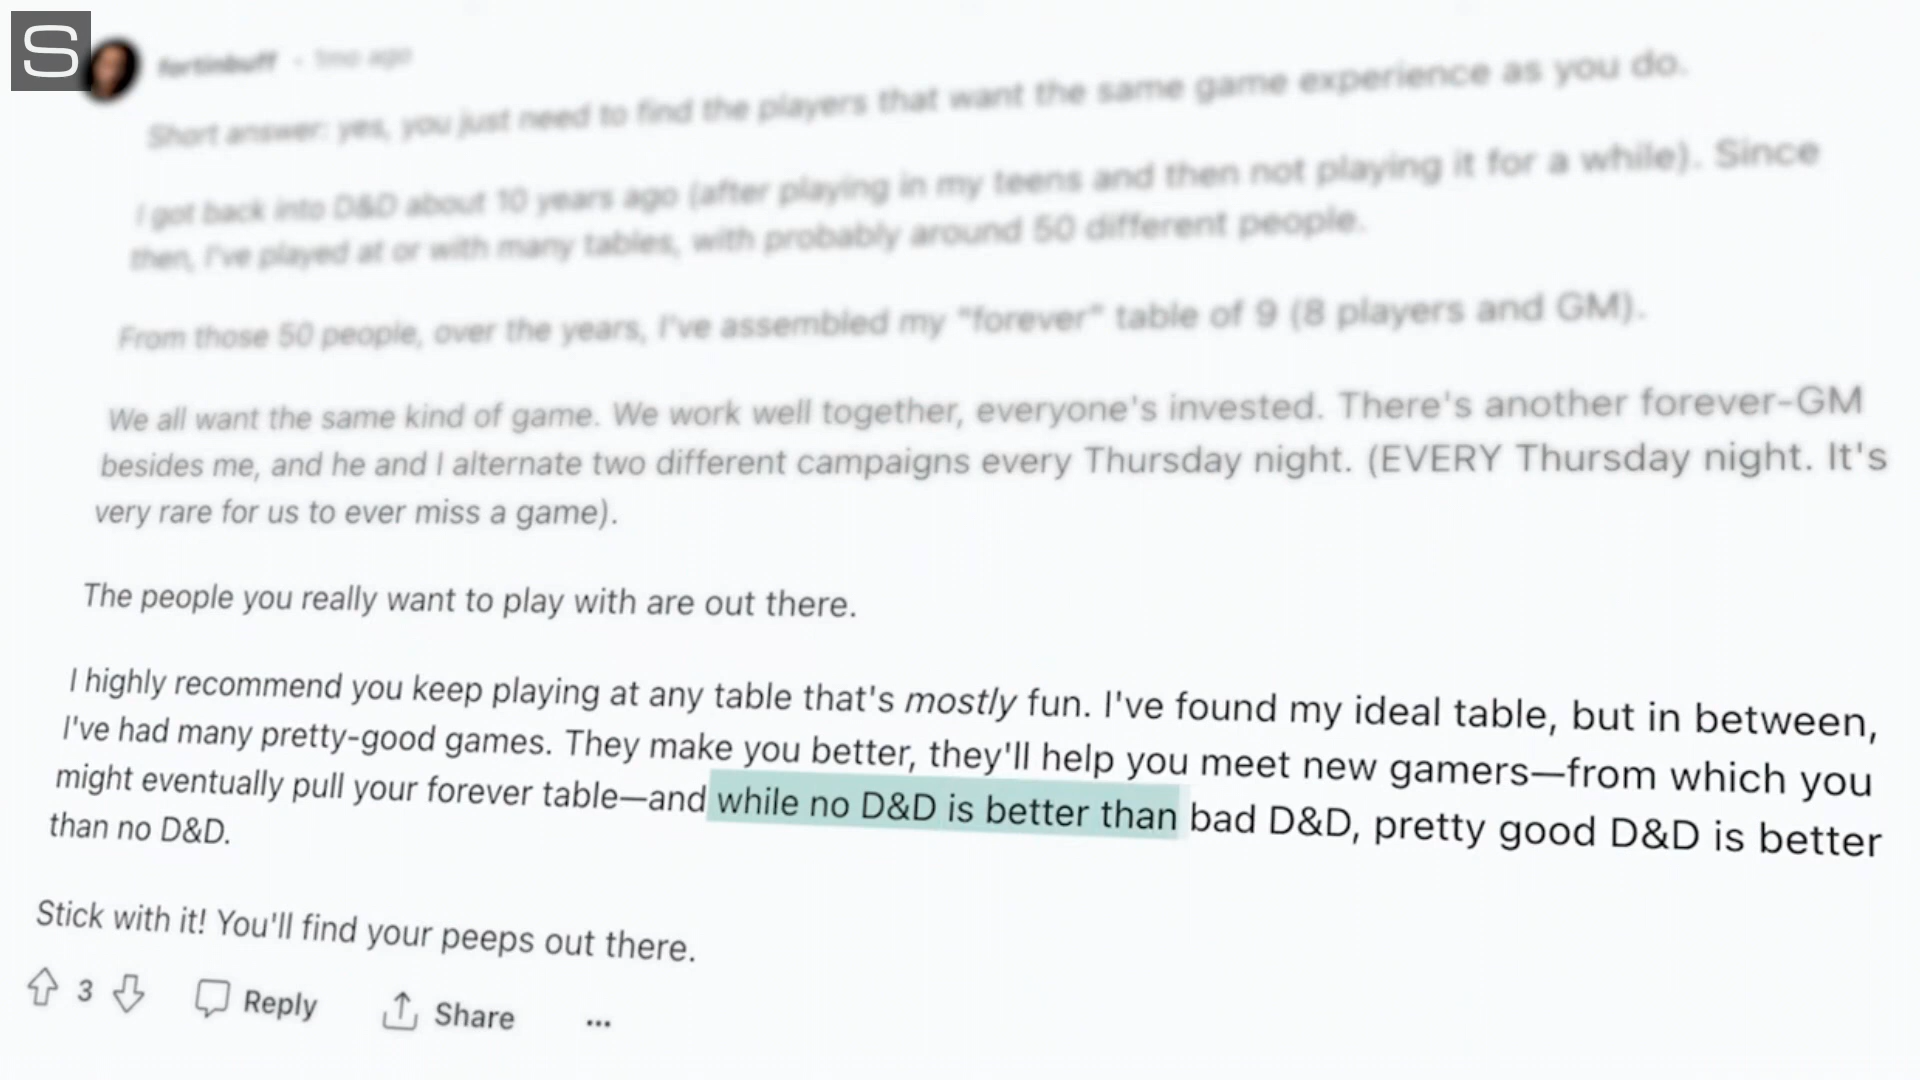 S
fortinbuff · 1mo ago
Short answer: yes, you just need to find the players that want the same game experience as you do.
I got back into D&D about 10 years ago (after playing in my teens and then not playing it for a while). Since
then, I've played at or with many tables, with probably around 50 different people.
From those 50 people, over the years, I've assembled my "forever" table of 9 (8 players and GM).
We all want the same kind of game. We work well together, everyone's invested. There's another forever-GM
besides me, and he and I alternate two different campaigns every Thursday night. (EVERY Thursday night. It's
very rare for us to ever miss a game).
The people you really want to play with are out there.
I highly recommend you keep playing at any table that's mostly fun. I've found my ideal table, but in between,
I've had many pretty-good games. They make you better, they'll help you meet new gamers—from which you
might eventually pull your forever table—and while no D&D is better than bad D&D, pretty good D&D is better
than no D&D.
Stick with it! You'll find your peeps out there.
3 Reply Share ...